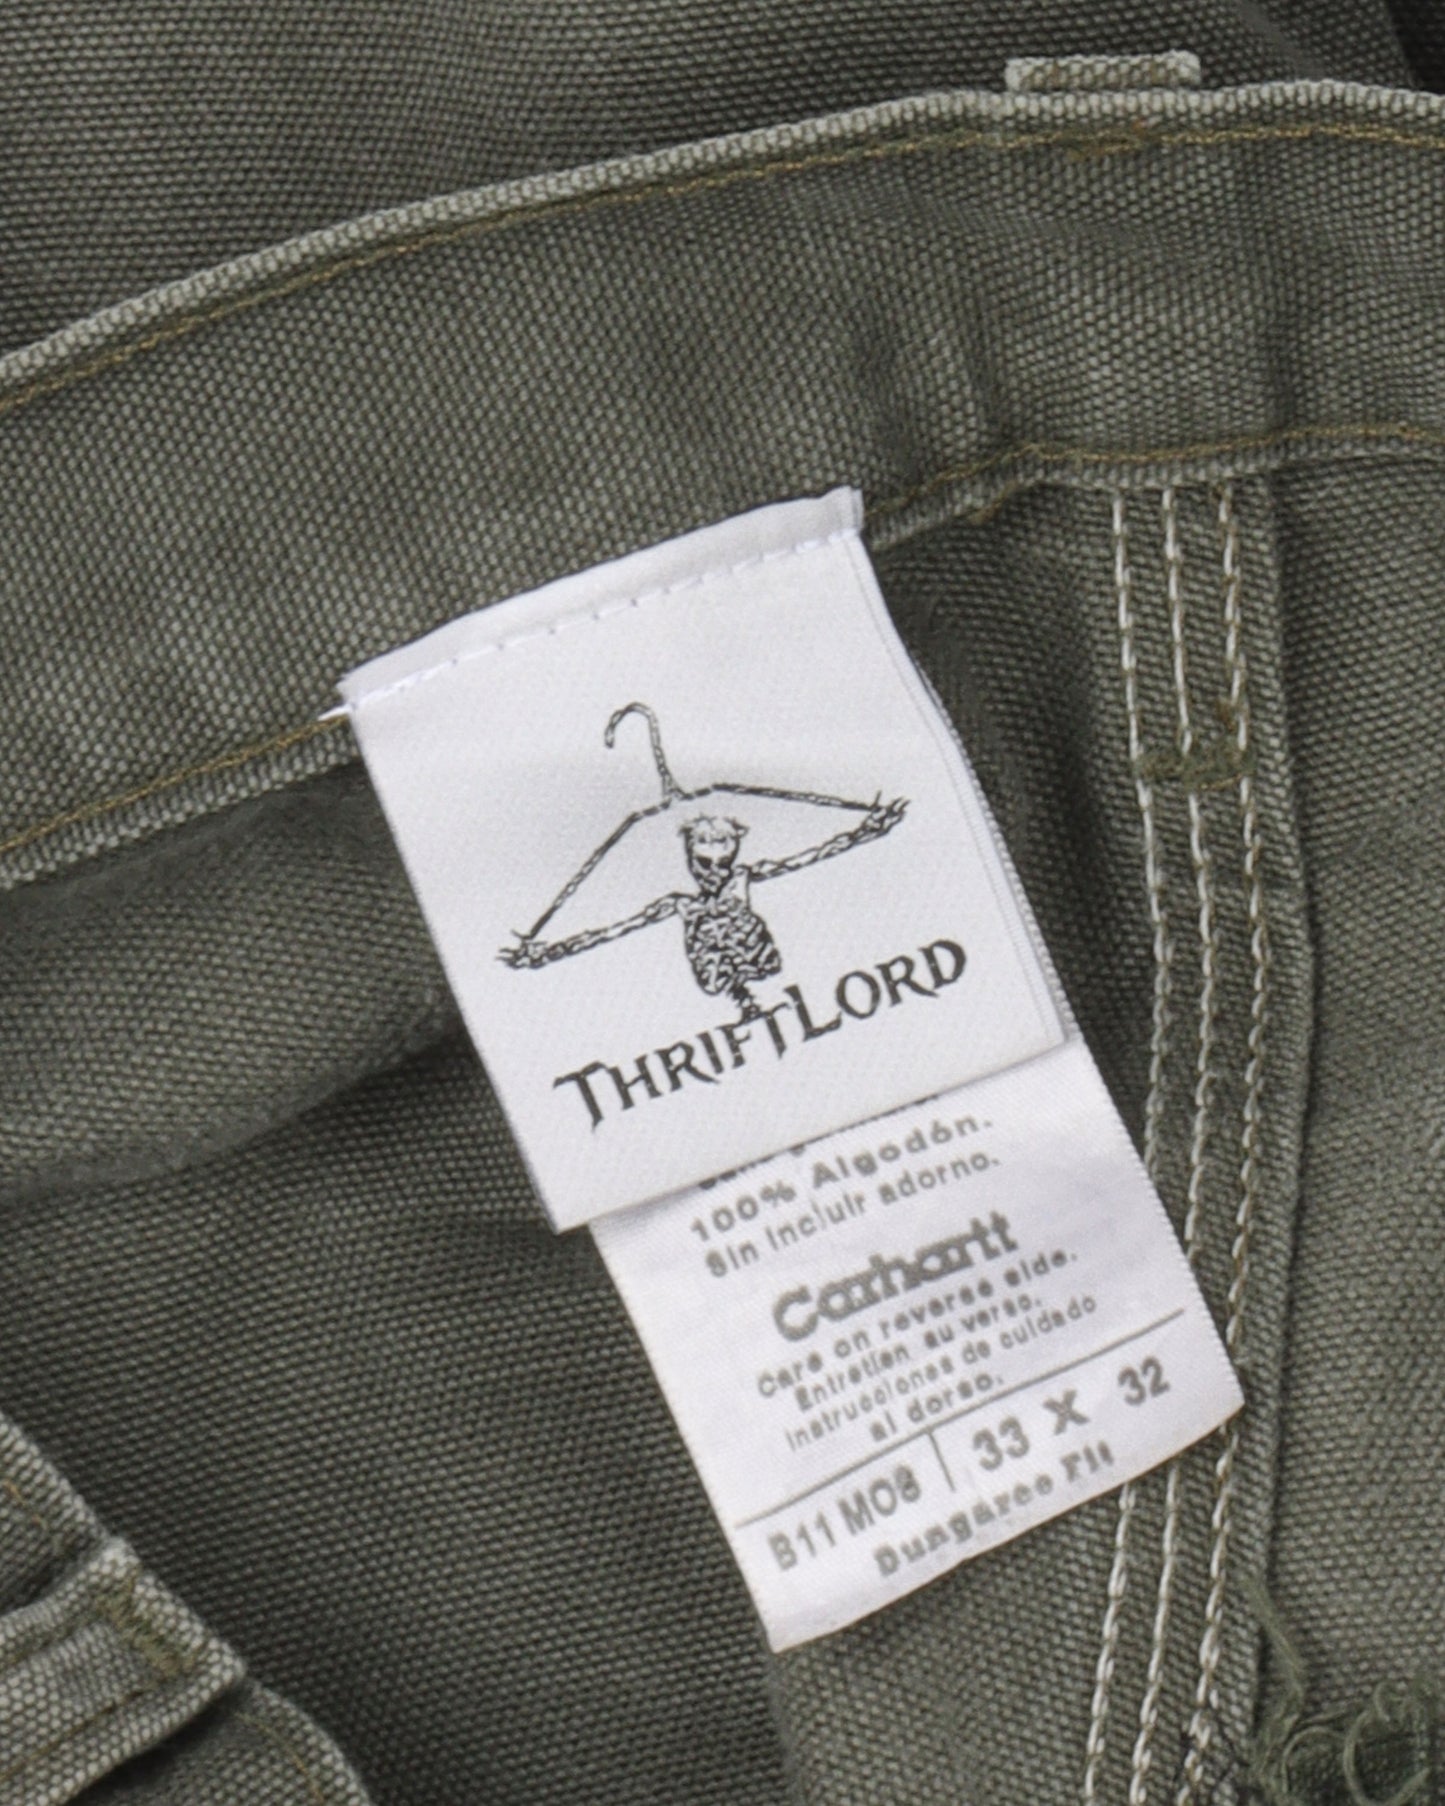 THRIFTLORD
100% Algodón.
Sin incluir adorno.
Carhartt
Care on reverse side.
Entretien au verso.
Instrucciones de cuidado
al dorso.
B11 MO8 33 X 32
Dungaree Fit